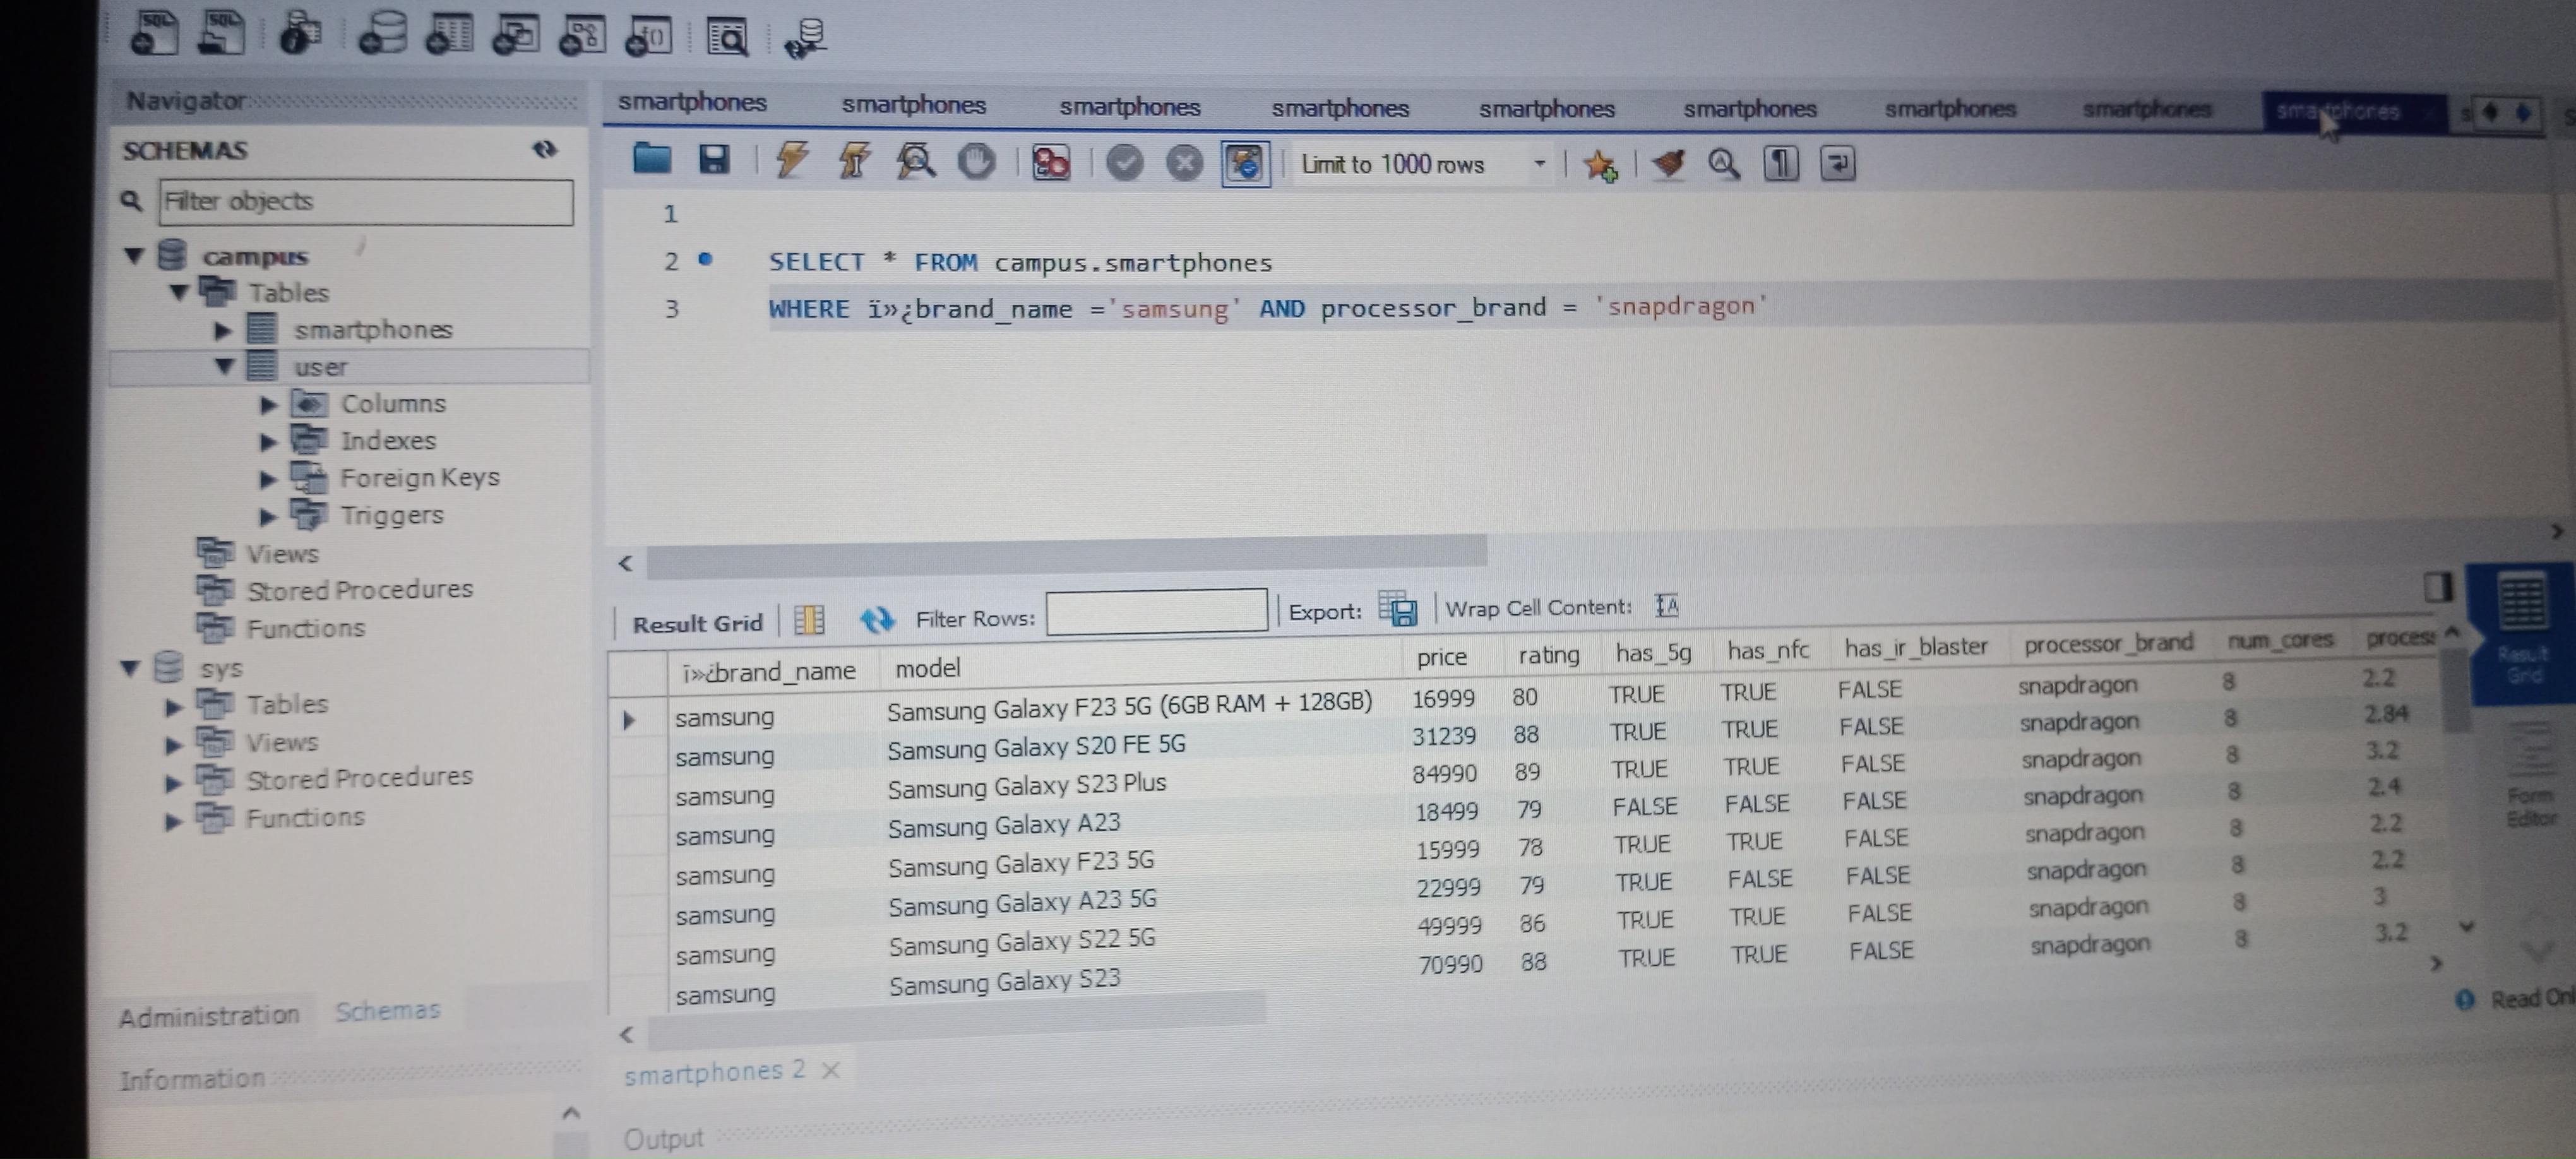 SQL SQL
Navigator
SCHEMAS
Filter objects
campus
Tables
smartphones
user
Columns
Indexes
Foreign Keys
Triggers
Views
Stored Procedures
Functions
sys
Tables
Views
Stored Procedures
Functions
Administration Schemas
Information
smartphones smartphones smartphones smartphones smartphones smartphones smartphones smartphones smartphones s
Limit to 1000 rows
1
2 SELECT * FROM campus.smartphones
3 WHERE ï»¿brand_name ='samsung' AND processor_brand = 'snapdragon'
Result Grid Filter Rows: Export: Wrap Cell Content:
ï»¿brand_name model price rating has_5g has_nfc has_ir_blaster processor_brand num_cores process
samsung Samsung Galaxy F23 5G (6GB RAM + 128GB) 16999 80 TRUE TRUE FALSE snapdragon 8 2.2
samsung Samsung Galaxy S20 FE 5G 31239 88 TRUE TRUE FALSE snapdragon 8 2.84
samsung Samsung Galaxy S23 Plus 84990 89 TRUE TRUE FALSE snapdragon 8 3.2
samsung Samsung Galaxy A23 18499 79 FALSE FALSE FALSE snapdragon 8 2.4
samsung Samsung Galaxy F23 5G 15999 78 TRUE TRUE FALSE snapdragon 8 2.2
samsung Samsung Galaxy A23 5G 22999 79 TRUE FALSE FALSE snapdragon 8 2.2
samsung Samsung Galaxy S22 5G 49999 86 TRUE TRUE FALSE snapdragon 8 3
samsung Samsung Galaxy S23 70990 88 TRUE TRUE FALSE snapdragon 8 3.2
Result
Grid
Form
Editor
Read Onl
smartphones 2
Output